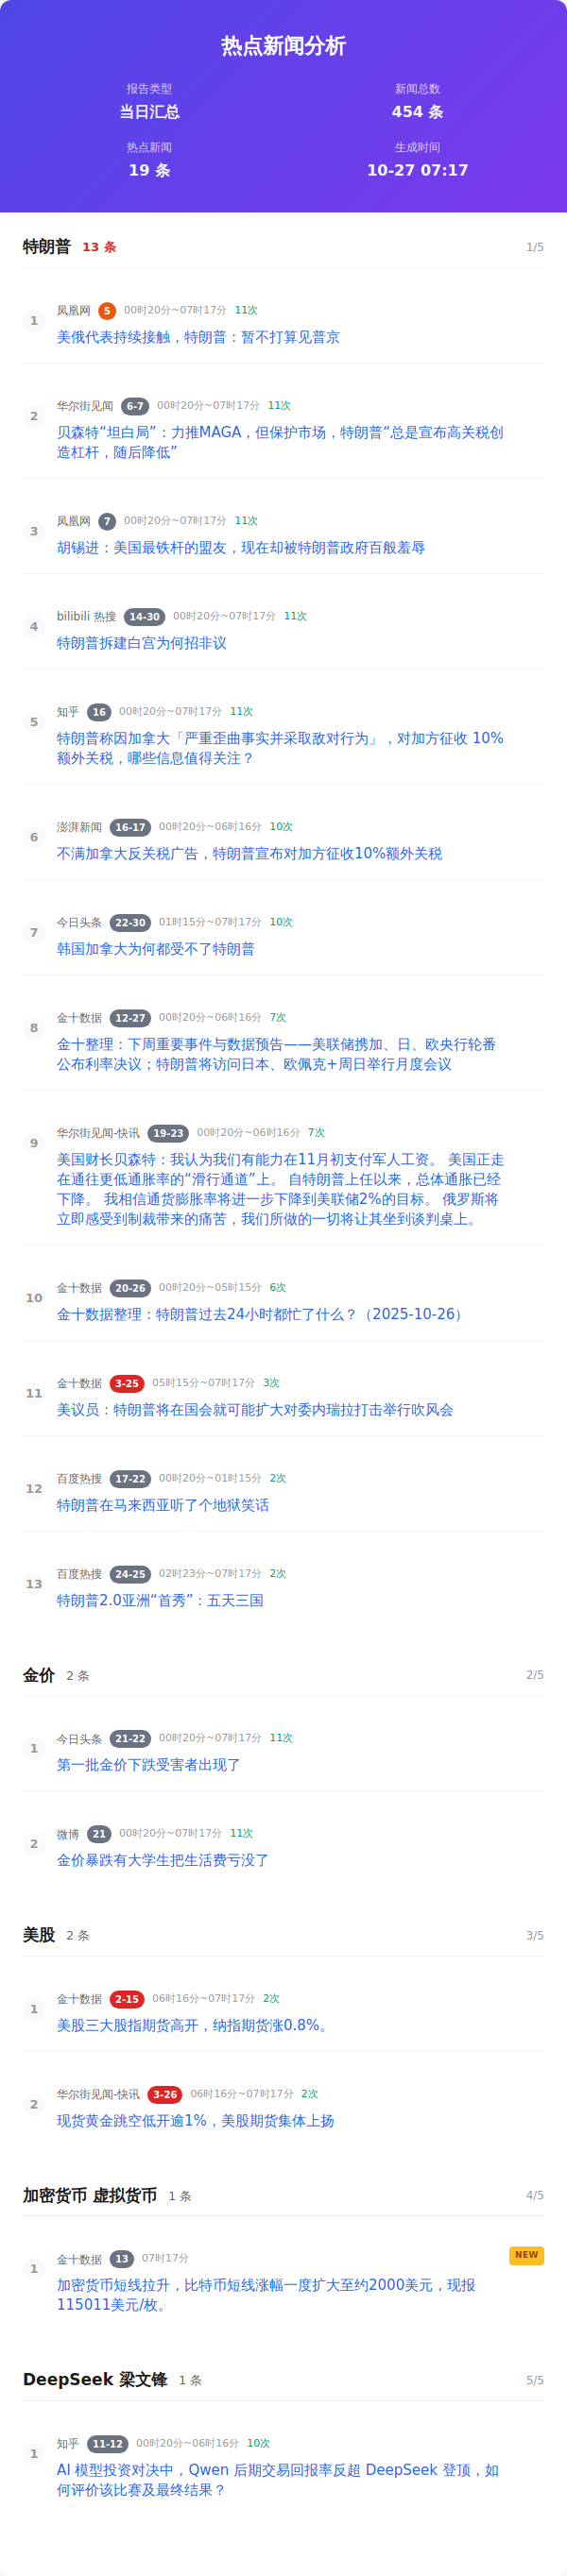 热点新闻分析
报告类型
当日汇总
新闻总数
454 条
热点新闻
19 条
生成时间
10-27 07:17
特朗普 13 条 1/5
1
凤凰网 5 00时20分~07时17分 11次
美俄代表持续接触，特朗普：暂不打算见普京
2
华尔街见闻 6-7 00时20分~07时17分 11次
贝森特“坦白局”：力推MAGA，但保护市场，特朗普“总是宣布高关税创
造杠杆，随后降低”
3
凤凰网 7 00时20分~07时17分 11次
胡锡进：美国最铁杆的盟友，现在却被特朗普政府百般羞辱
4
bilibili 热搜 14-30 00时20分~07时17分 11次
特朗普拆建白宫为何招非议
5
知乎 16 00时20分~07时17分 11次
特朗普称因加拿大「严重歪曲事实并采取敌对行为」，对加方征收 10%
额外关税，哪些信息值得关注？
6
澎湃新闻 16-17 00时20分~06时16分 10次
不满加拿大反关税广告，特朗普宣布对加方征收10%额外关税
7
今日头条 22-30 01时15分~07时17分 10次
韩国加拿大为何都受不了特朗普
8
金十数据 12-27 00时20分~06时16分 7次
金十整理：下周重要事件与数据预告——美联储携加、日、欧央行轮番
公布利率决议；特朗普将访问日本、欧佩克+周日举行月度会议
9
华尔街见闻-快讯 19-23 00时20分~06时16分 7次
美国财长贝森特：我认为我们有能力在11月初支付军人工资。 美国正走
在通往更低通胀率的“滑行通道”上。 自特朗普上任以来，总体通胀已经
下降。 我相信通货膨胀率将进一步下降到美联储2%的目标。 俄罗斯将
立即感受到制裁带来的痛苦，我们所做的一切将让其坐到谈判桌上。
10
金十数据 20-26 00时20分~05时15分 6次
金十数据整理：特朗普过去24小时都忙了什么？（2025-10-26）
11
金十数据 3-25 05时15分~07时17分 3次
美议员：特朗普将在国会就可能扩大对委内瑞拉打击举行吹风会
12
百度热搜 17-22 00时20分~01时15分 2次
特朗普在马来西亚听了个地狱笑话
13
百度热搜 24-25 02时23分~07时17分 2次
特朗普2.0亚洲“首秀”：五天三国
金价 2 条 2/5
1
今日头条 21-22 00时20分~07时17分 11次
第一批金价下跌受害者出现了
2
微博 21 00时20分~07时17分 11次
金价暴跌有大学生把生活费亏没了
美股 2 条 3/5
1
金十数据 2-15 06时16分~07时17分 2次
美股三大股指期货高开，纳指期货涨0.8%。
2
华尔街见闻-快讯 3-26 06时16分~07时17分 2次
现货黄金跳空低开逾1%，美股期货集体上扬
加密货币 虚拟货币 1 条 4/5
1
金十数据 13 07时17分 NEW
加密货币短线拉升，比特币短线涨幅一度扩大至约2000美元，现报
115011美元/枚。
DeepSeek 梁文锋 1 条 5/5
1
知乎 11-12 00时20分~06时16分 10次
AI 模型投资对决中，Qwen 后期交易回报率反超 DeepSeek 登顶，如
何评价该比赛及最终结果？